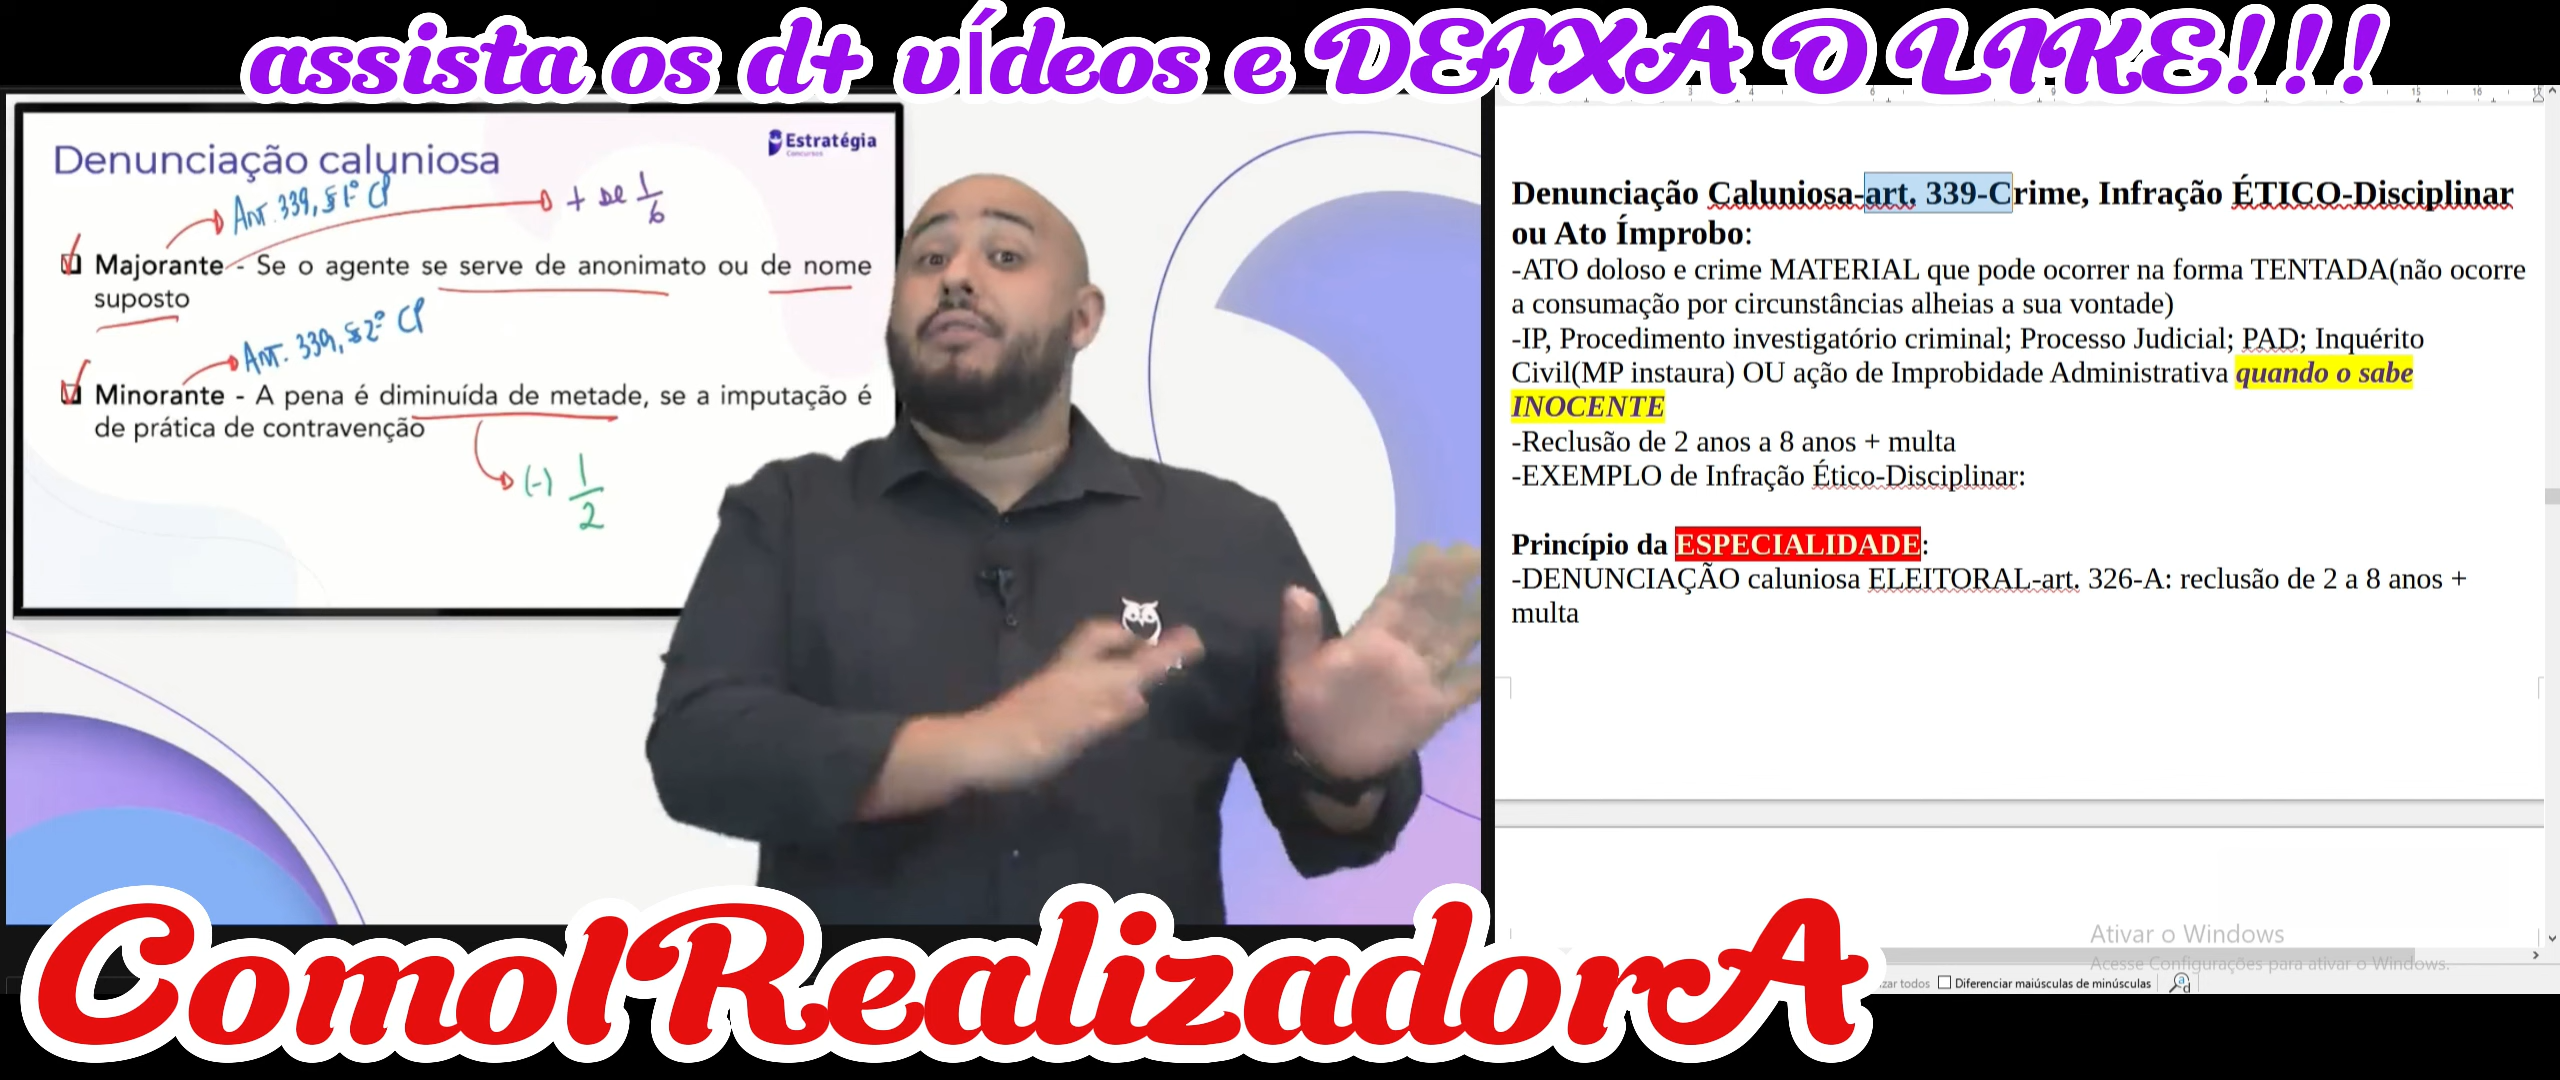 assista os d+ vÍdeos e DEIXA O LIKE!!!
Denunciação caluniosa
Estratégia
Concursos
Art. 339, §1º CP
+ DE 1/6
Majorante - Se o agente se serve de anonimato ou de nome
suposto
Art. 339, §2º CP
Minorante - A pena é diminuída de metade, se a imputação é
de prática de contravenção
(-) 1/2
Denunciação Caluniosa-art. 339-Crime, Infração ÉTICO-Disciplinar
ou Ato Ímprobo:
-ATO doloso e crime MATERIAL que pode ocorrer na forma TENTADA(não ocorre
a consumação por circunstâncias alheias a sua vontade)
-IP, Procedimento investigatório criminal; Processo Judicial; PAD; Inquérito
Civil(MP instaura) OU ação de Improbidade Administrativa quando o sabe
INOCENTE
-Reclusão de 2 anos a 8 anos + multa
-EXEMPLO de Infração Ético-Disciplinar:
Princípio da ESPECIALIDADE:
-DENUNCIAÇÃO caluniosa ELEITORAL-art. 326-A: reclusão de 2 a 8 anos +
multa
Ativar o Windows
Acesse Configurações para ativar o Windows.
zar todos Diferenciar maiúsculas de minúsculas
ComolRealizadorA